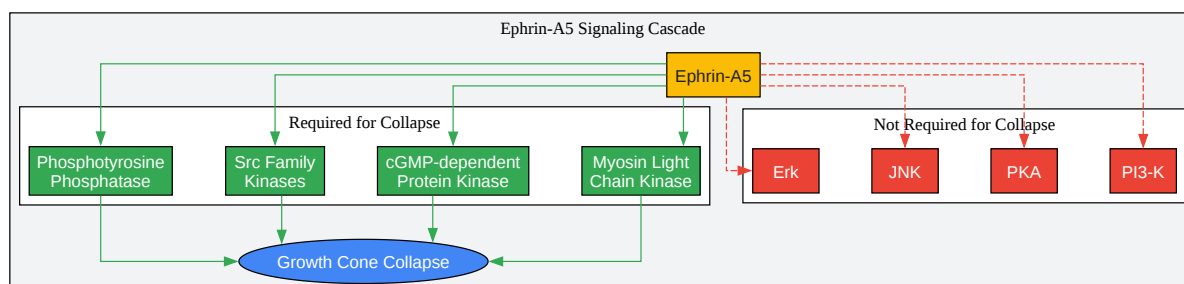 Ephrin-A5 Signaling Cascade
Ephrin-A5
Required for Collapse
Not Required for Collapse
Phosphotyrosine
Phosphatase
Src Family
Kinases
cGMP-dependent
Protein Kinase
Myosin Light
Chain Kinase
Erk
JNK
PKA
PI3-K
Growth Cone Collapse